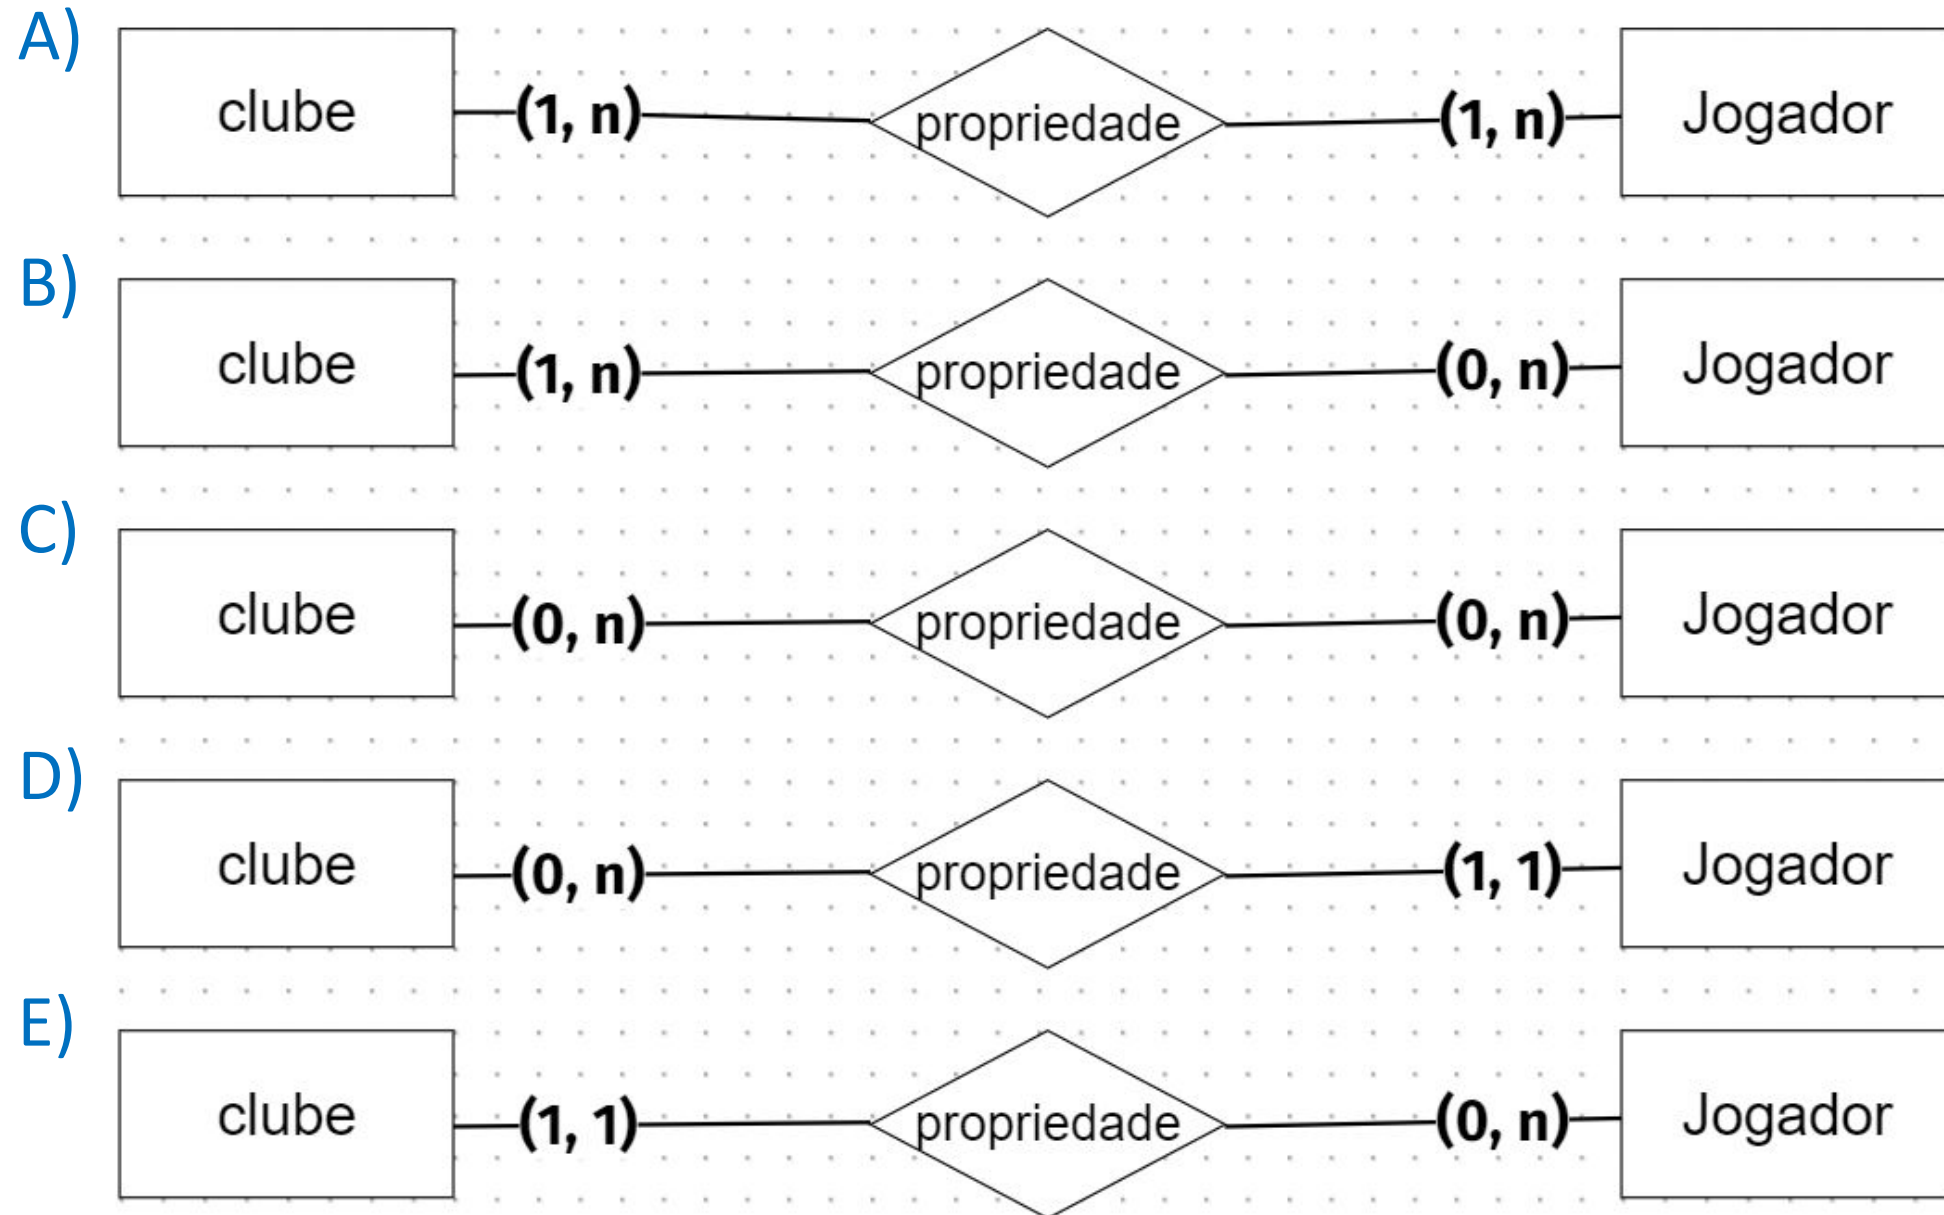 A)
clube (1, n) propriedade (1, n) Jogador
B)
clube (1, n) propriedade (0, n) Jogador
C)
clube (0, n) propriedade (0, n) Jogador
D)
clube (0, n) propriedade (1, 1) Jogador
E)
clube (1, 1) propriedade (0, n) Jogador